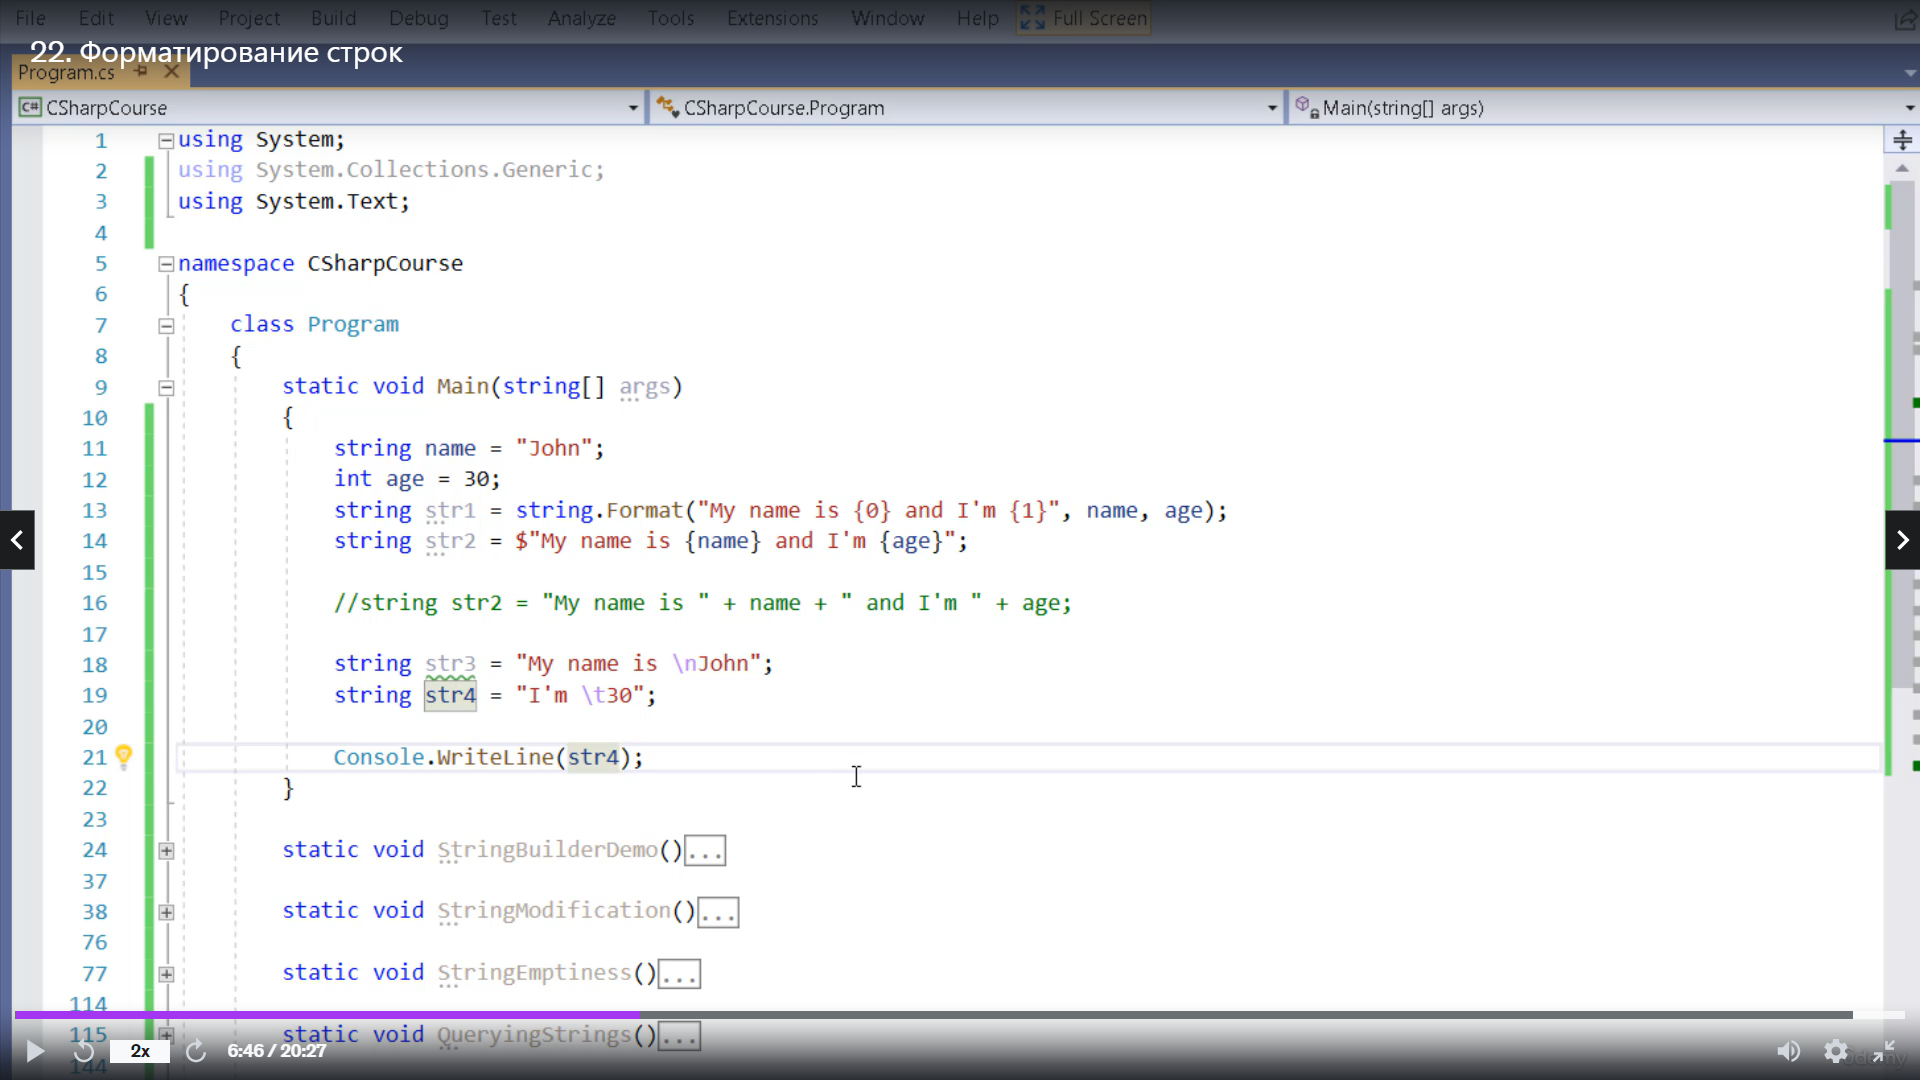 File Edit View Project Build Debug Test Analyze Tools Extensions Window Help Full Screen
22. Форматирование строк
Program.cs
C# CSharpCourse CSharpCourse.Program Main(string[] args)
1 using System;
2 using System.Collections.Generic;
3 using System.Text;
4
5 namespace CSharpCourse
6 {
7 class Program
8 {
9 static void Main(string[] args)
10 {
11 string name = "John";
12 int age = 30;
13 string str1 = string.Format("My name is {0} and I'm {1}", name, age);
14 string str2 = $"My name is {name} and I'm {age}";
15
16 //string str2 = "My name is " + name + " and I'm " + age;
17
18 string str3 = "My name is \nJohn";
19 string str4 = "I'm \t30";
20
21 Console.WriteLine(str4);
22 }
23
24 static void StringBuilderDemo()...
37
38 static void StringModification()...
76
77 static void StringEmptiness()...
114
115 static void QueryingStrings()...
144
2x 6:46 / 20:27